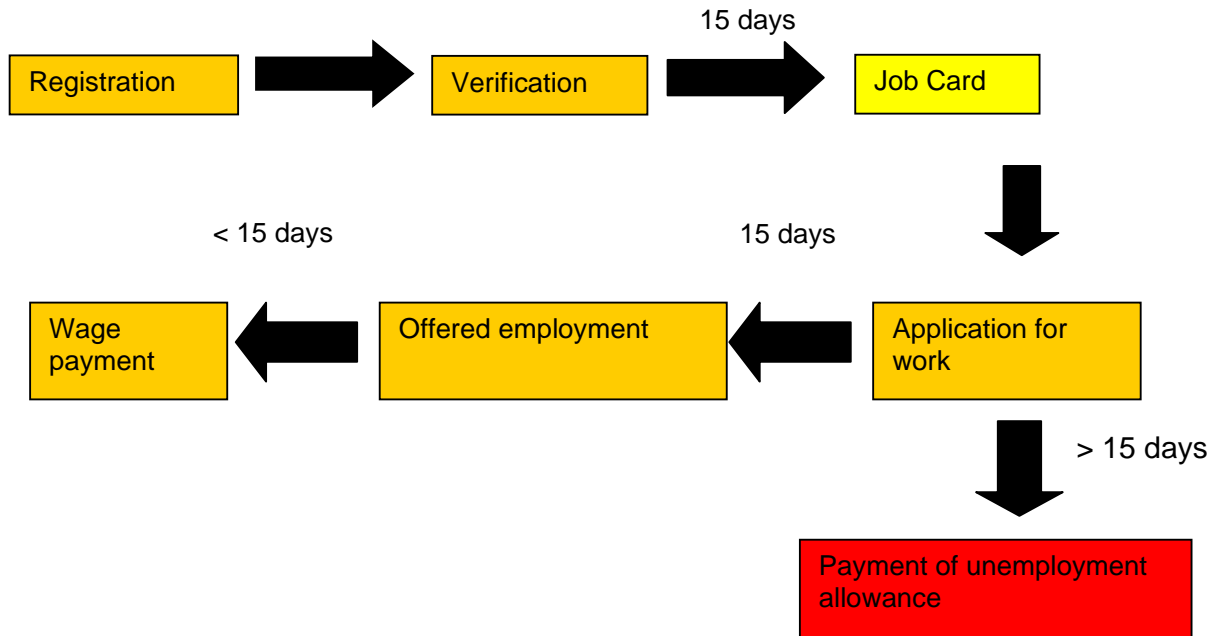 15 days
Registration
Verification
Job Card
< 15 days
15 days
Wage
payment
Offered employment
Application for
work
> 15 days
Payment of unemployment
allowance